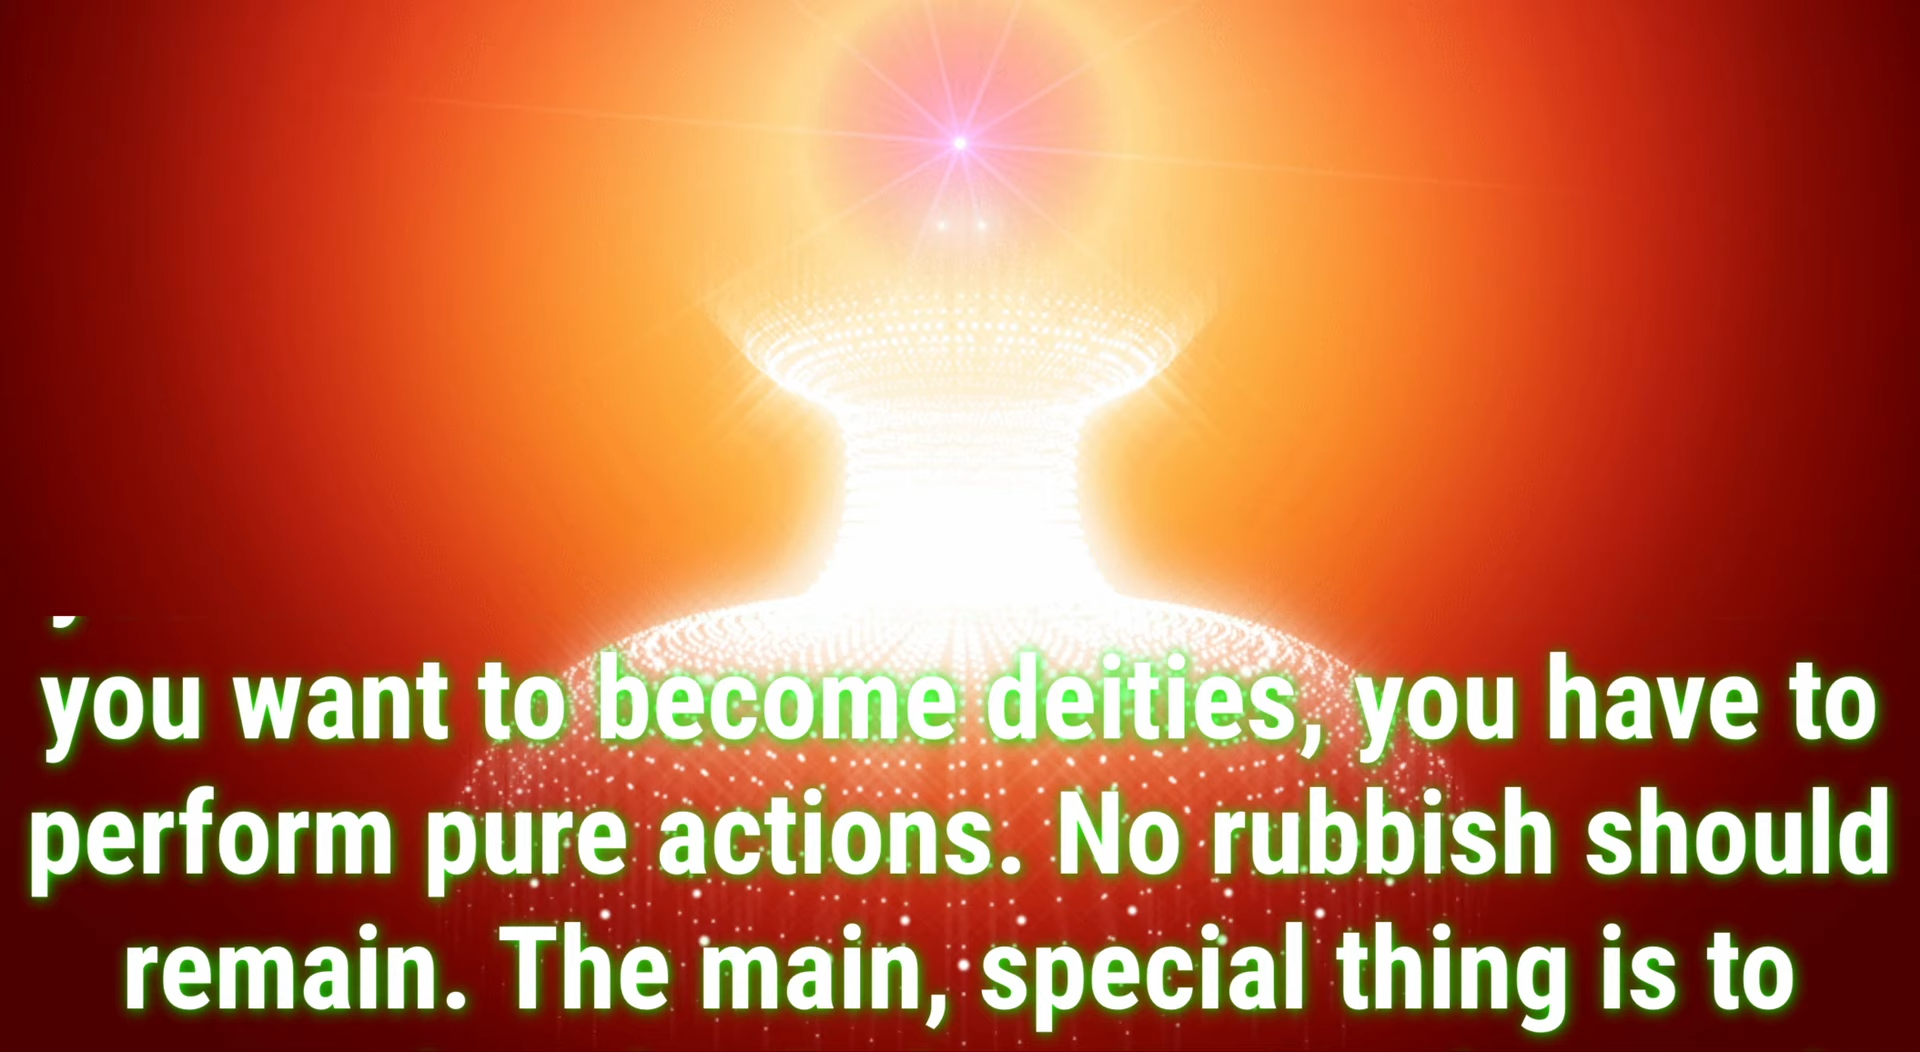 you want to become deities, you have to
perform pure actions. No rubbish should
remain. The main, special thing is to